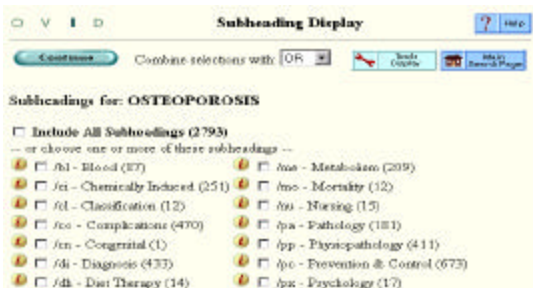 O V I D Subheading Display ? Help
Continue Combine selections with: OR Tools Display Main Search Page
Subheadings for: OSTEOPOROSIS
Include All Subheadings (2793)
-- or choose one or more of these subheadings --
/bl - Blood (87) /me - Metabolism (209)
/ci - Chemically Induced (251) /mo - Mortality (12)
/cl - Classification (12) /nu - Nursing (15)
/co - Complications (470) /pa - Pathology (181)
/cn - Congenital (1) /pp - Physiopathology (411)
/di - Diagnosis (433) /pc - Prevention & Control (673)
/dh - Diet Therapy (14) /px - Psychology (17)